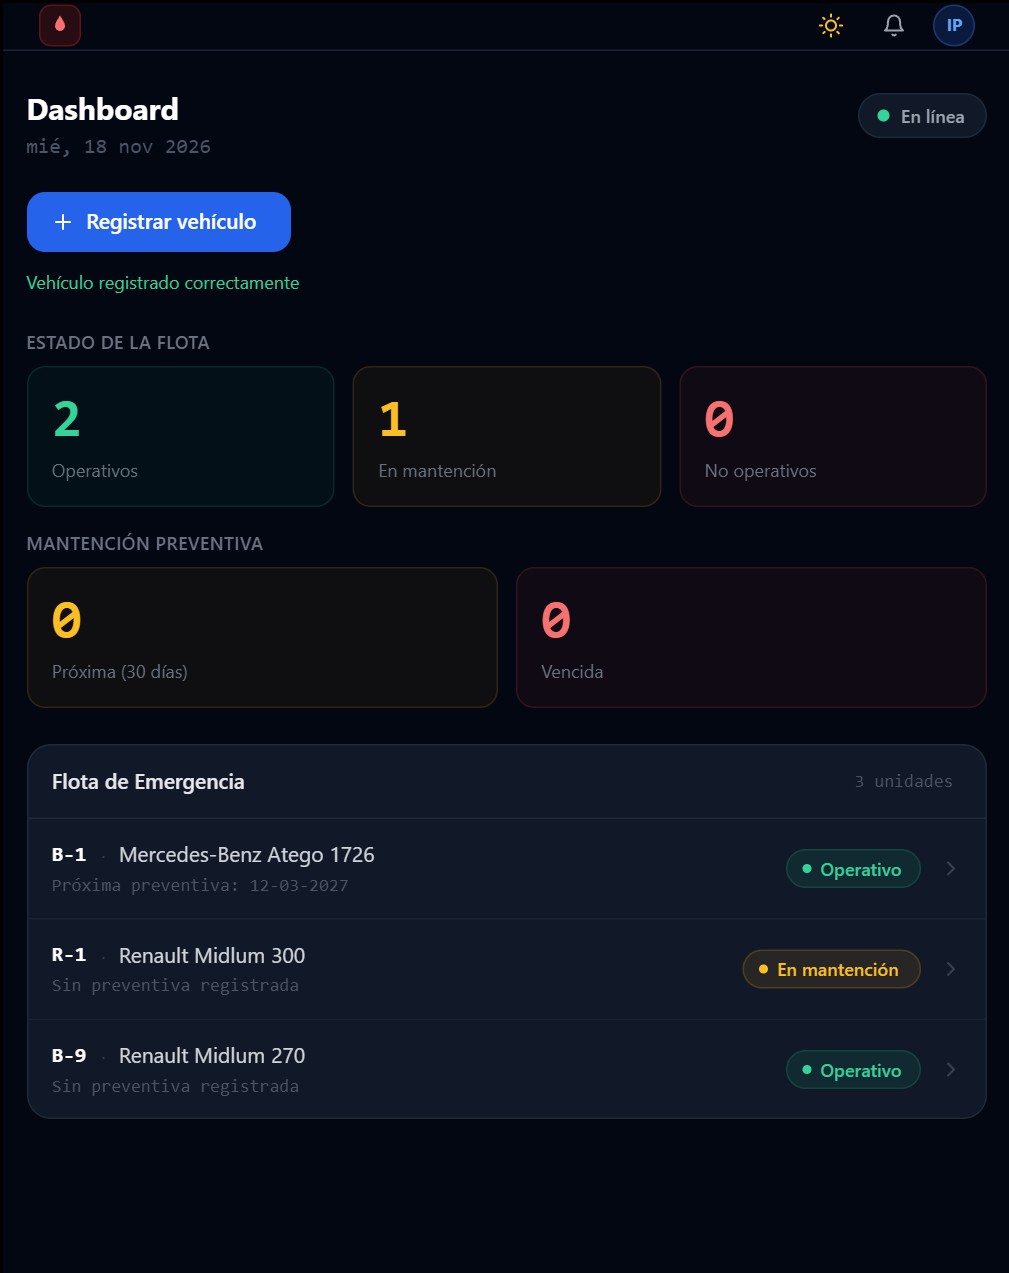 IP
Dashboard
En línea
mié, 18 nov 2026
+ Registrar vehículo
Vehículo registrado correctamente
ESTADO DE LA FLOTA
2
Operativos
1
En mantención
0
No operativos
MANTENCIÓN PREVENTIVA
0
Próxima (30 días)
0
Vencida
Flota de Emergencia
3 unidades
B-1 · Mercedes-Benz Atego 1726
Próxima preventiva: 12-03-2027
Operativo
R-1 · Renault Midlum 300
Sin preventiva registrada
En mantención
B-9 · Renault Midlum 270
Sin preventiva registrada
Operativo